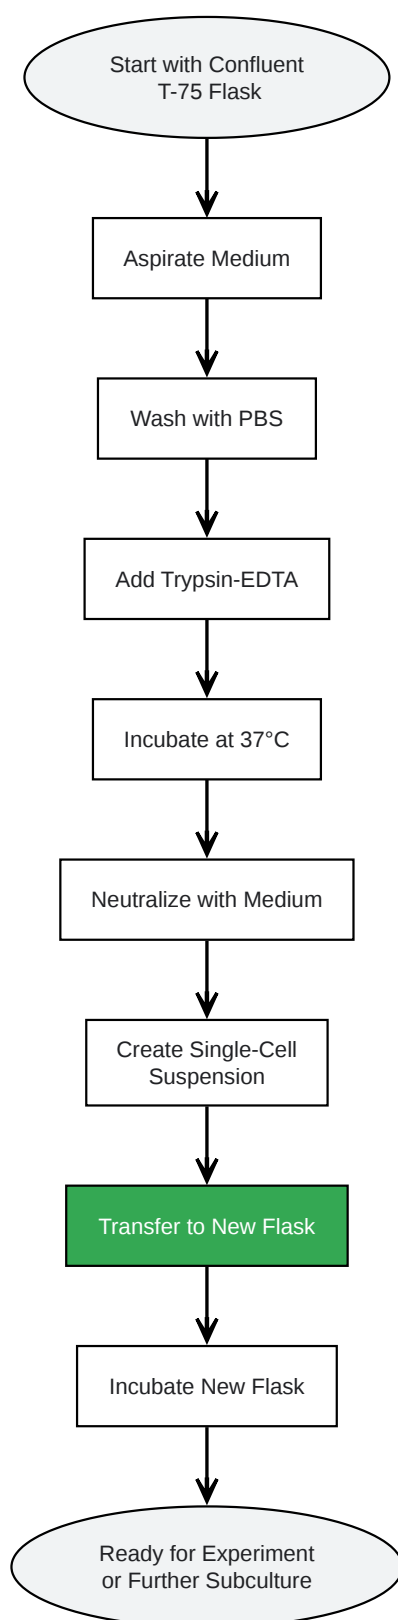 Start with Confluent
T-75 Flask
Aspirate Medium
Wash with PBS
Add Trypsin-EDTA
Incubate at 37°C
Neutralize with Medium
Create Single-Cell
Suspension
Transfer to New Flask
Incubate New Flask
Ready for Experiment
or Further Subculture